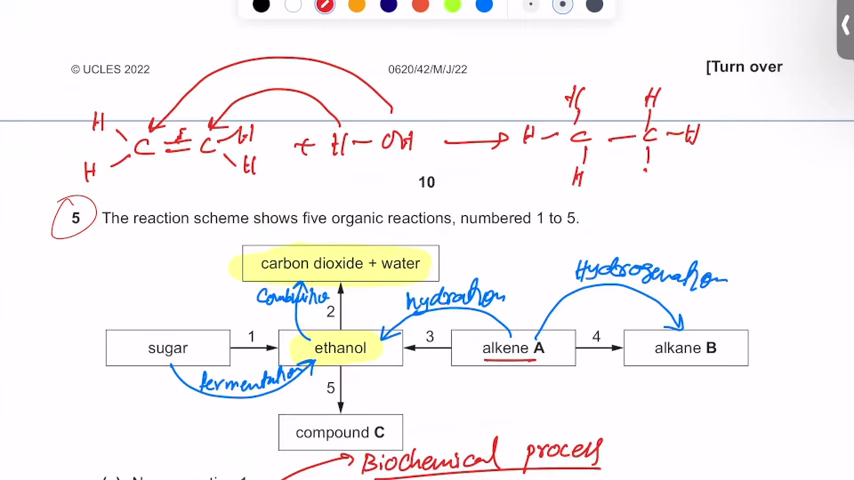 © UCLES 2022 0620/42/M/J/22 [Turn over
H H H
C = C H + H - OH → H - C - C - H
H H H
10
5 The reaction scheme shows five organic reactions, numbered 1 to 5.
carbon dioxide + water
Hydrogenation
hydration
2
sugar 1 ethanol 3 alkene A 4 alkane B
fermentation
5
compound C
Biochemical process